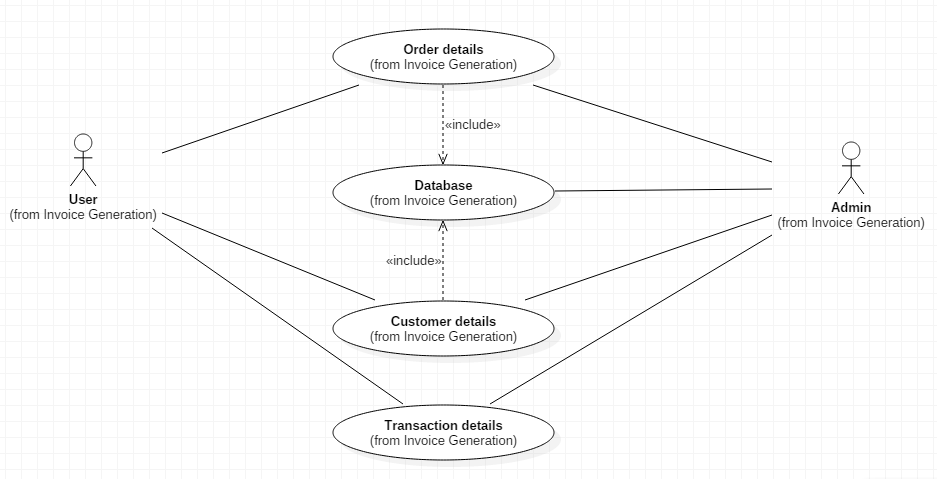 Order details
(from Invoice Generation)
«include»
Database
(from Invoice Generation)
User
(from Invoice Generation)
Admin
(from Invoice Generation)
«include»
Customer details
(from Invoice Generation)
Transaction details
(from Invoice Generation)